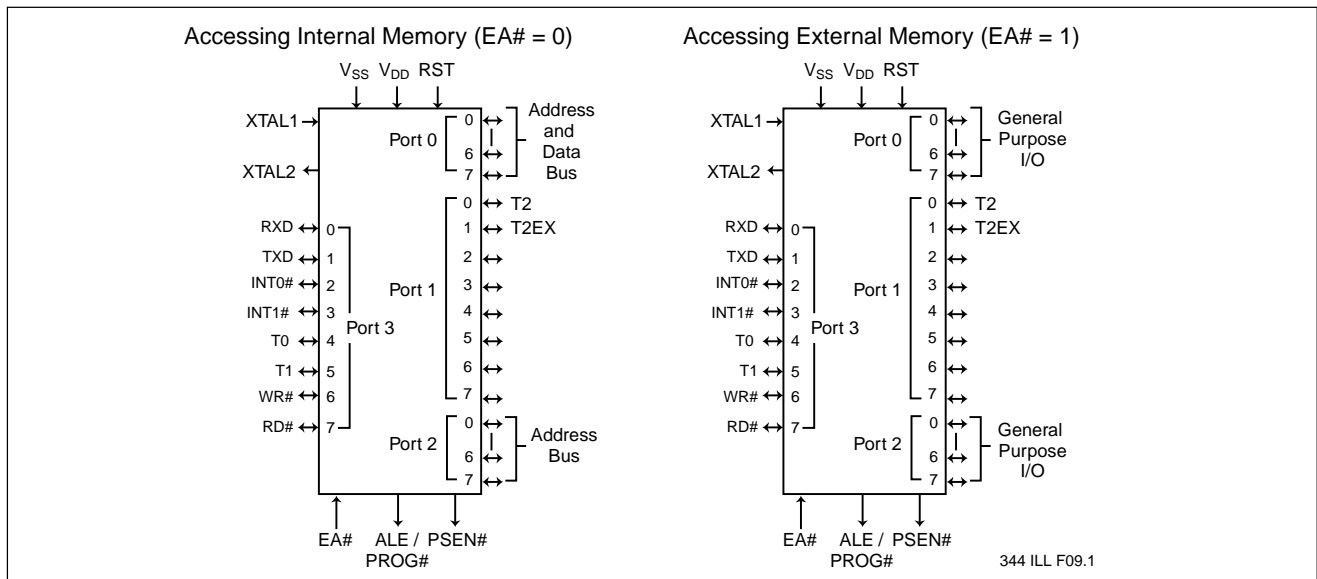 Accessing Internal Memory (EA# = 0)
VSS VDD RST
XTAL1
XTAL2
Port 0
0
6
7
Address
and
Data
Bus
Port 1
0 T2
1 T2EX
2
3
4
5
6
7
RXD 0
TXD 1
INT0# 2
INT1# 3
Port 3
T0 4
T1 5
WR# 6
RD# 7
Port 2
0
6
7
Address
Bus
EA# ALE / PSEN#
PROG#
Accessing External Memory (EA# = 1)
VSS VDD RST
XTAL1
XTAL2
Port 0
0
6
7
General
Purpose
I/O
Port 1
0 T2
1 T2EX
2
3
4
5
6
7
RXD 0
TXD 1
INT0# 2
INT1# 3
Port 3
T0 4
T1 5
WR# 6
RD# 7
Port 2
0
6
7
General
Purpose
I/O
EA# ALE / PSEN#
PROG#
344 ILL F09.1